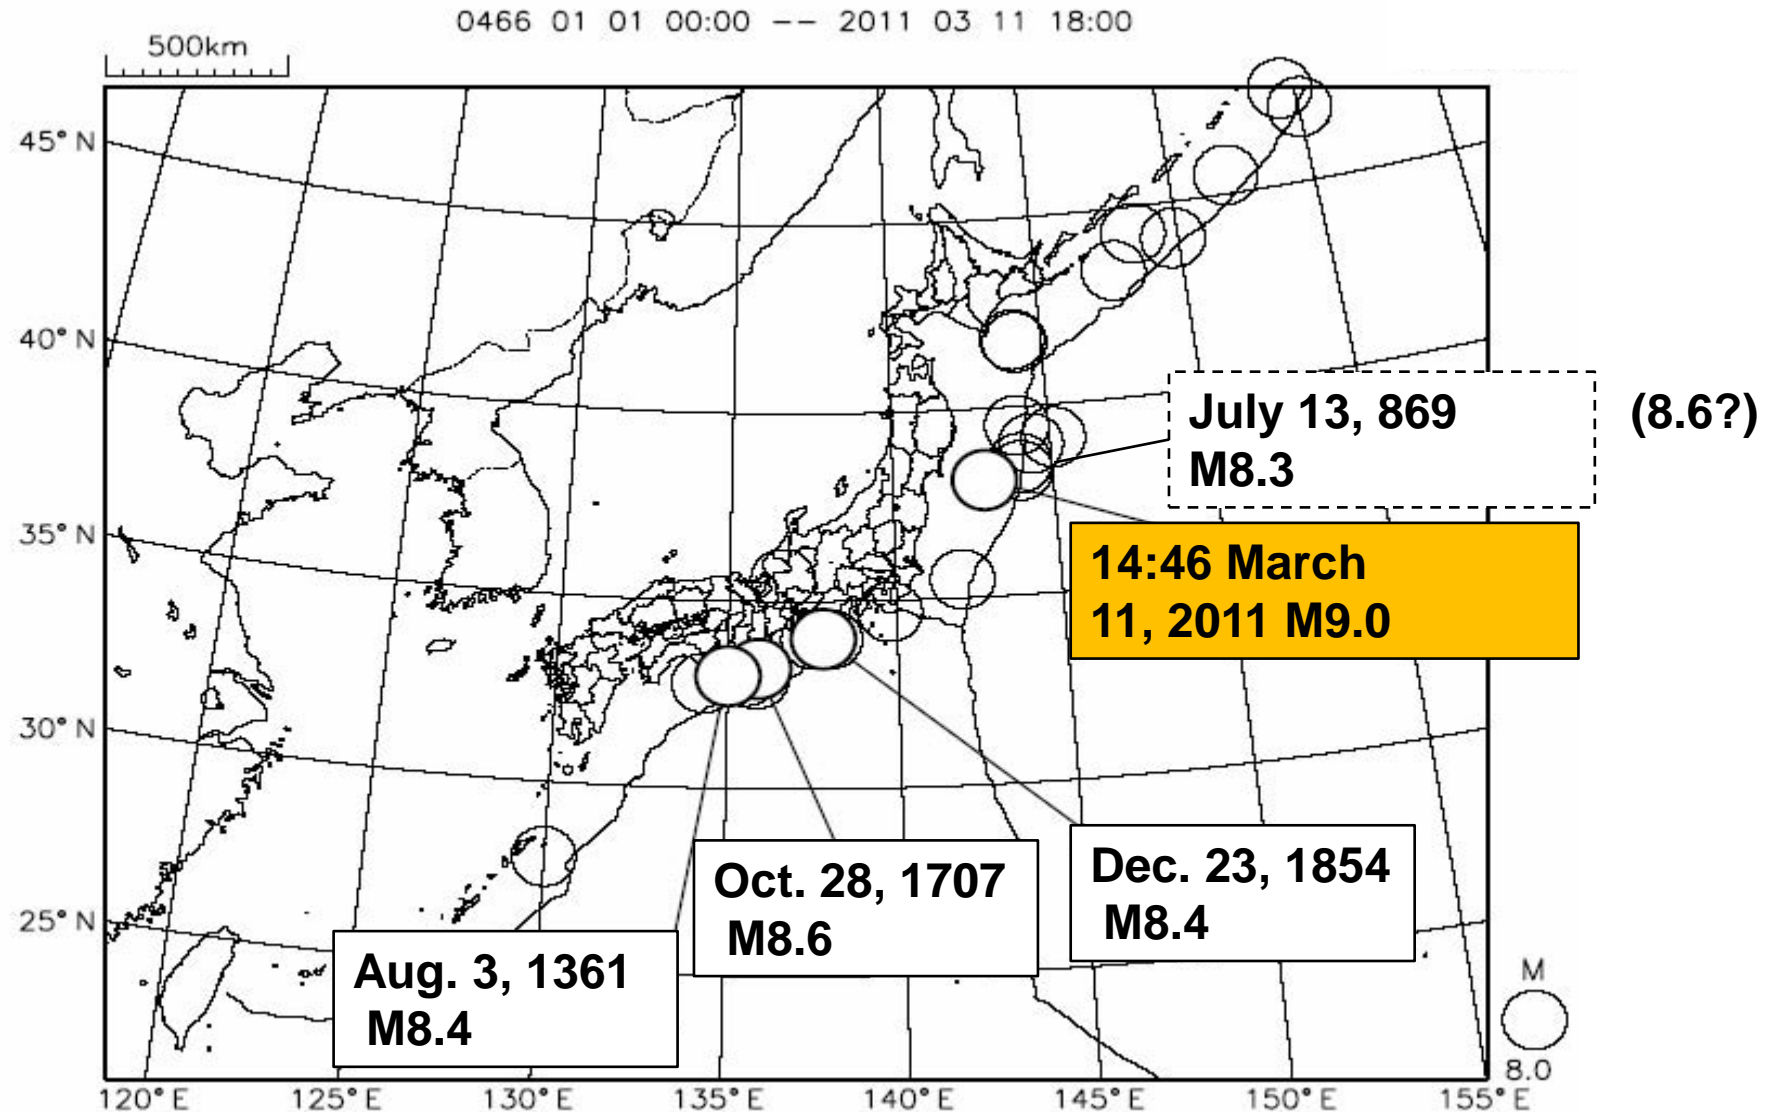 0466 01 01 00:00 -- 2011 03 11 18:00
500km
45° N
40° N
35° N
30° N
25° N
July 13, 869
M8.3
(8.6?)
14:46 March
11, 2011 M9.0
Dec. 23, 1854
M8.4
Oct. 28, 1707
M8.6
Aug. 3, 1361
M8.4
M
8.0
120° E 125° E 130° E 135° E 140° E 145° E 150° E 155° E